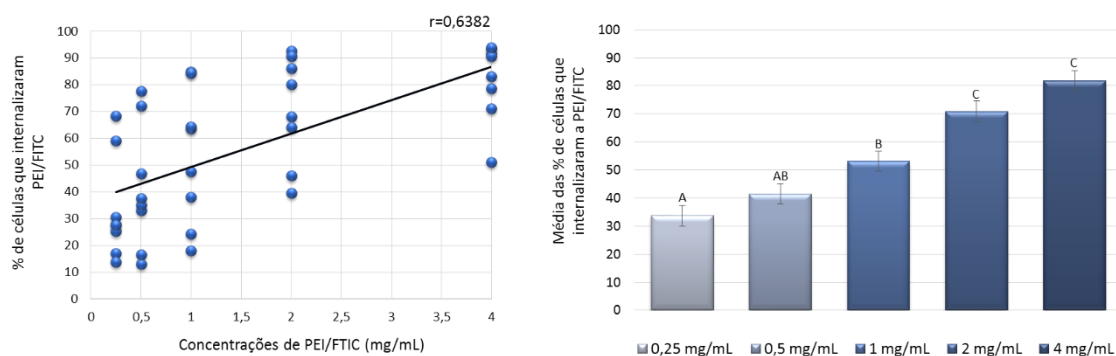 r=0,6382
% de células que internalizaram
PEI/FITC
100
90
80
70
60
50
40
30
20
10
0
0 0,5 1 1,5 2 2,5 3 3,5 4
Concentrações de PEI/FTIC (mg/mL)
Média das % de células que
internalizaram a PEI/FITC
100
90
80
70
60
50
40
30
20
10
0
A
AB
B
C
C
0,25 mg/mL 0,5 mg/mL 1 mg/mL 2 mg/mL 4 mg/mL